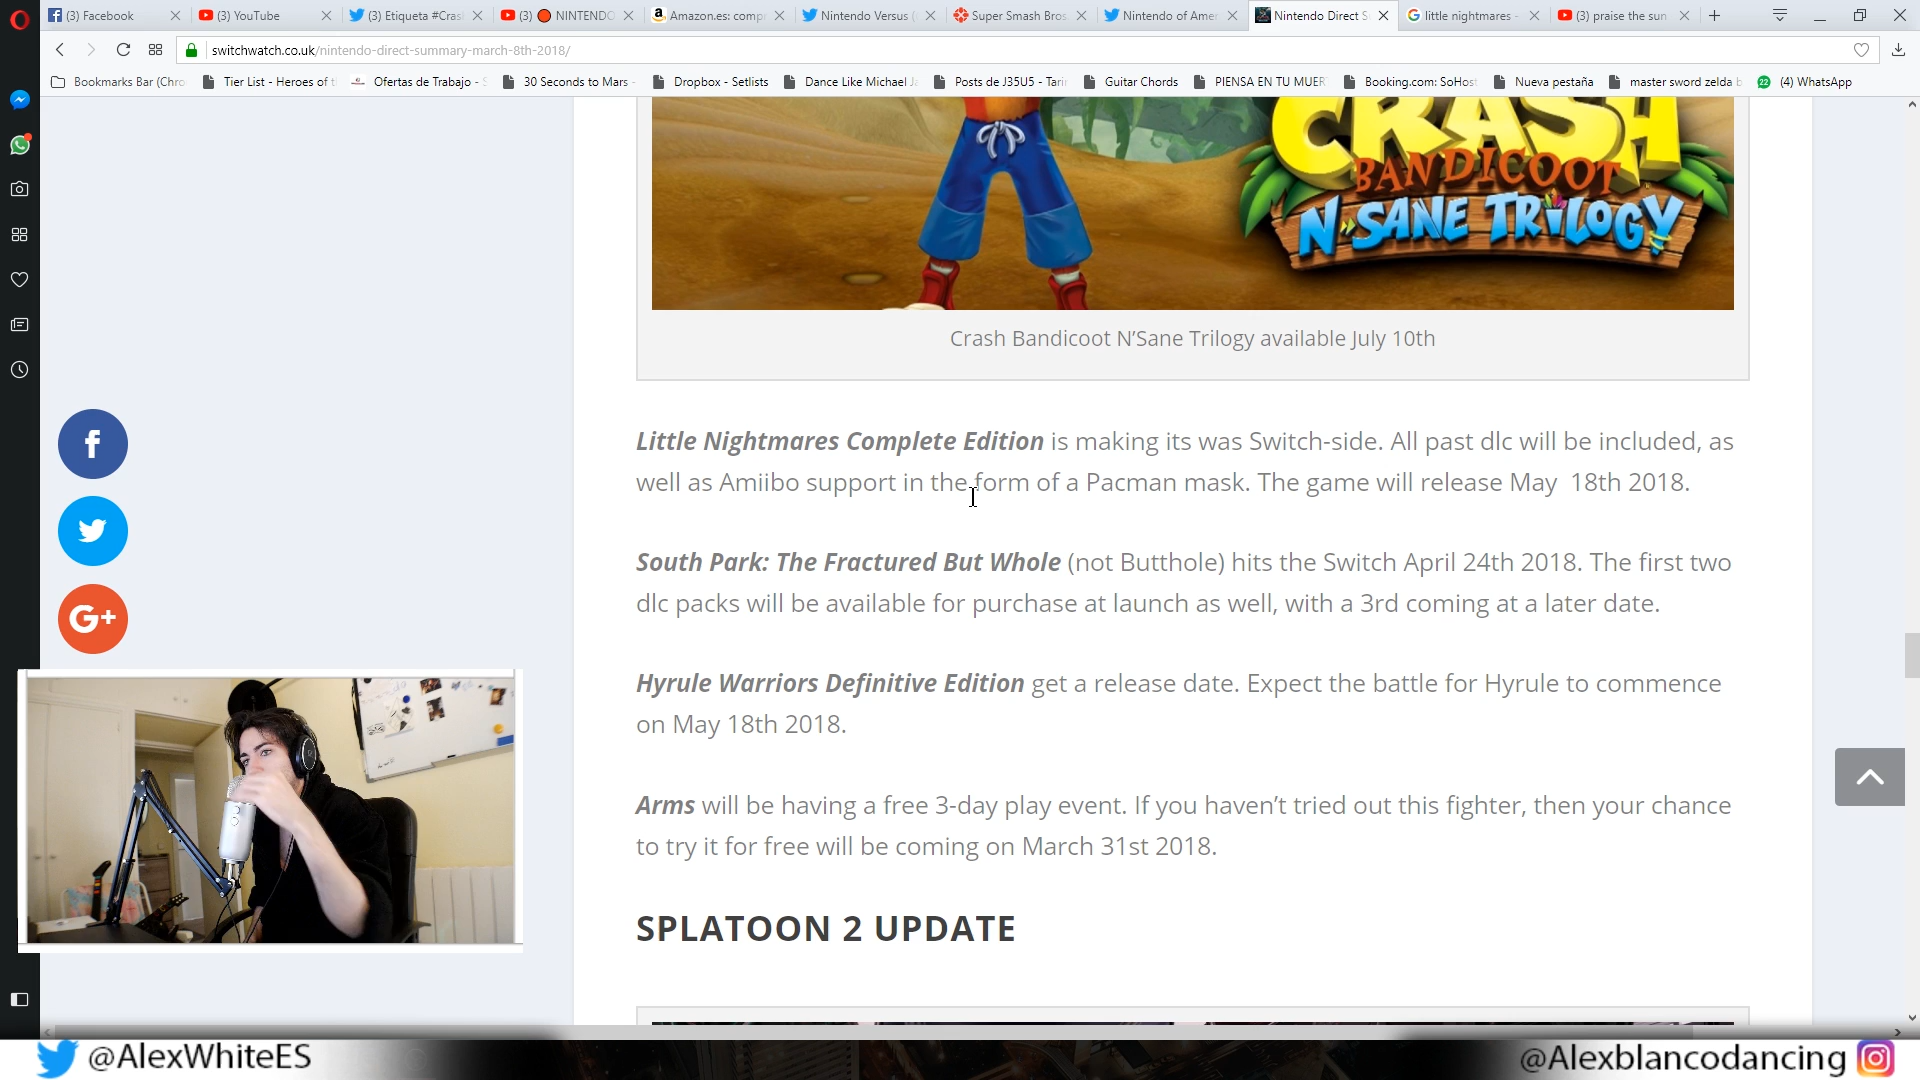 (3) Facebook
(3) YouTube
(3) Etiqueta #Cras
(3) 🔴 NINTENDO
Amazon.es: comp
Nintendo Versus (
Super Smash Bros
Nintendo of Amer
Nintendo Direct S
little nightmares -
(3) praise the sun
switchwatch.co.uk/nintendo-direct-summary-march-8th-2018/
Bookmarks Bar (Chro
Tier List - Heroes of t
Ofertas de Trabajo - S
30 Seconds to Mars -
Dropbox - Setlists
Dance Like Michael Ja
Posts de J35U5 - Tari
Guitar Chords
PIENSA EN TU MUER
Booking.com: SoHos
Nueva pestaña
master sword zelda b
22 (4) WhatsApp
CRASH
BANDICOOT
N•SANE TRiLOGY
Crash Bandicoot N’Sane Trilogy available July 10th
Little Nightmares Complete Edition is making its was Switch-side. All past dlc will be included, as
well as Amiibo support in the form of a Pacman mask. The game will release May 18th 2018.
South Park: The Fractured But Whole (not Butthole) hits the Switch April 24th 2018. The first two
dlc packs will be available for purchase at launch as well, with a 3rd coming at a later date.
Hyrule Warriors Definitive Edition get a release date. Expect the battle for Hyrule to commence
on May 18th 2018.
Arms will be having a free 3-day play event. If you haven’t tried out this fighter, then your chance
to try it for free will be coming on March 31st 2018.
SPLATOON 2 UPDATE
f
G+
@AlexWhiteES
@Alexblancodancing